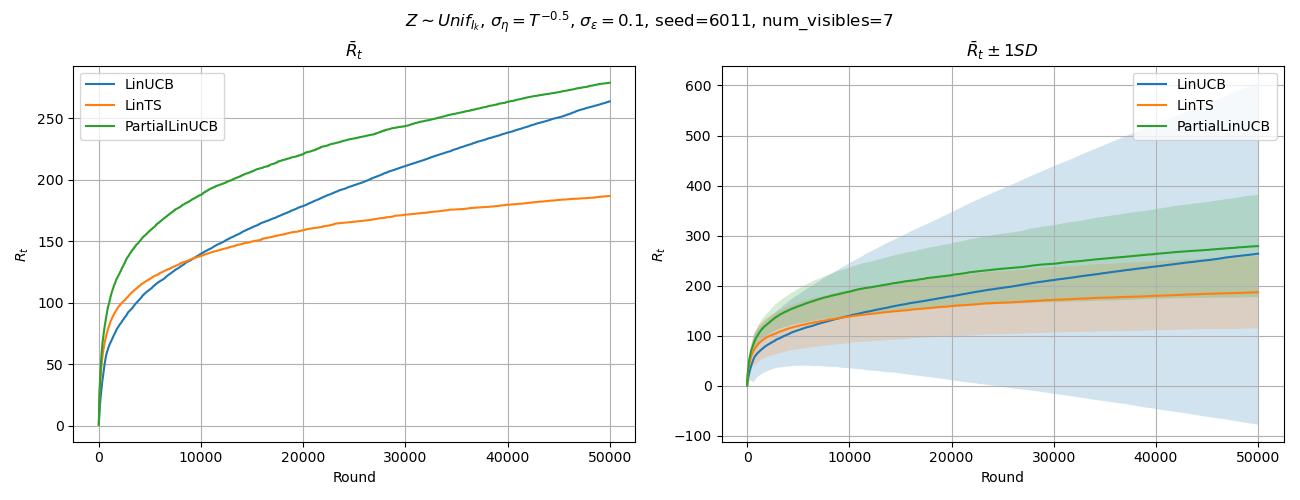 Z ~ Unif_{I_k}, σ_η = T^{-0.5}, σ_ε = 0.1, seed=6011, num_visibles=7
R̄_t
R_t
250
200
150
100
50
0
LinUCB
LinTS
PartialLinUCB
0 10000 20000 30000 40000 50000
Round
R̄_t ± 1SD
R_t
600
500
400
300
200
100
0
−100
LinUCB
LinTS
PartialLinUCB
0 10000 20000 30000 40000 50000
Round